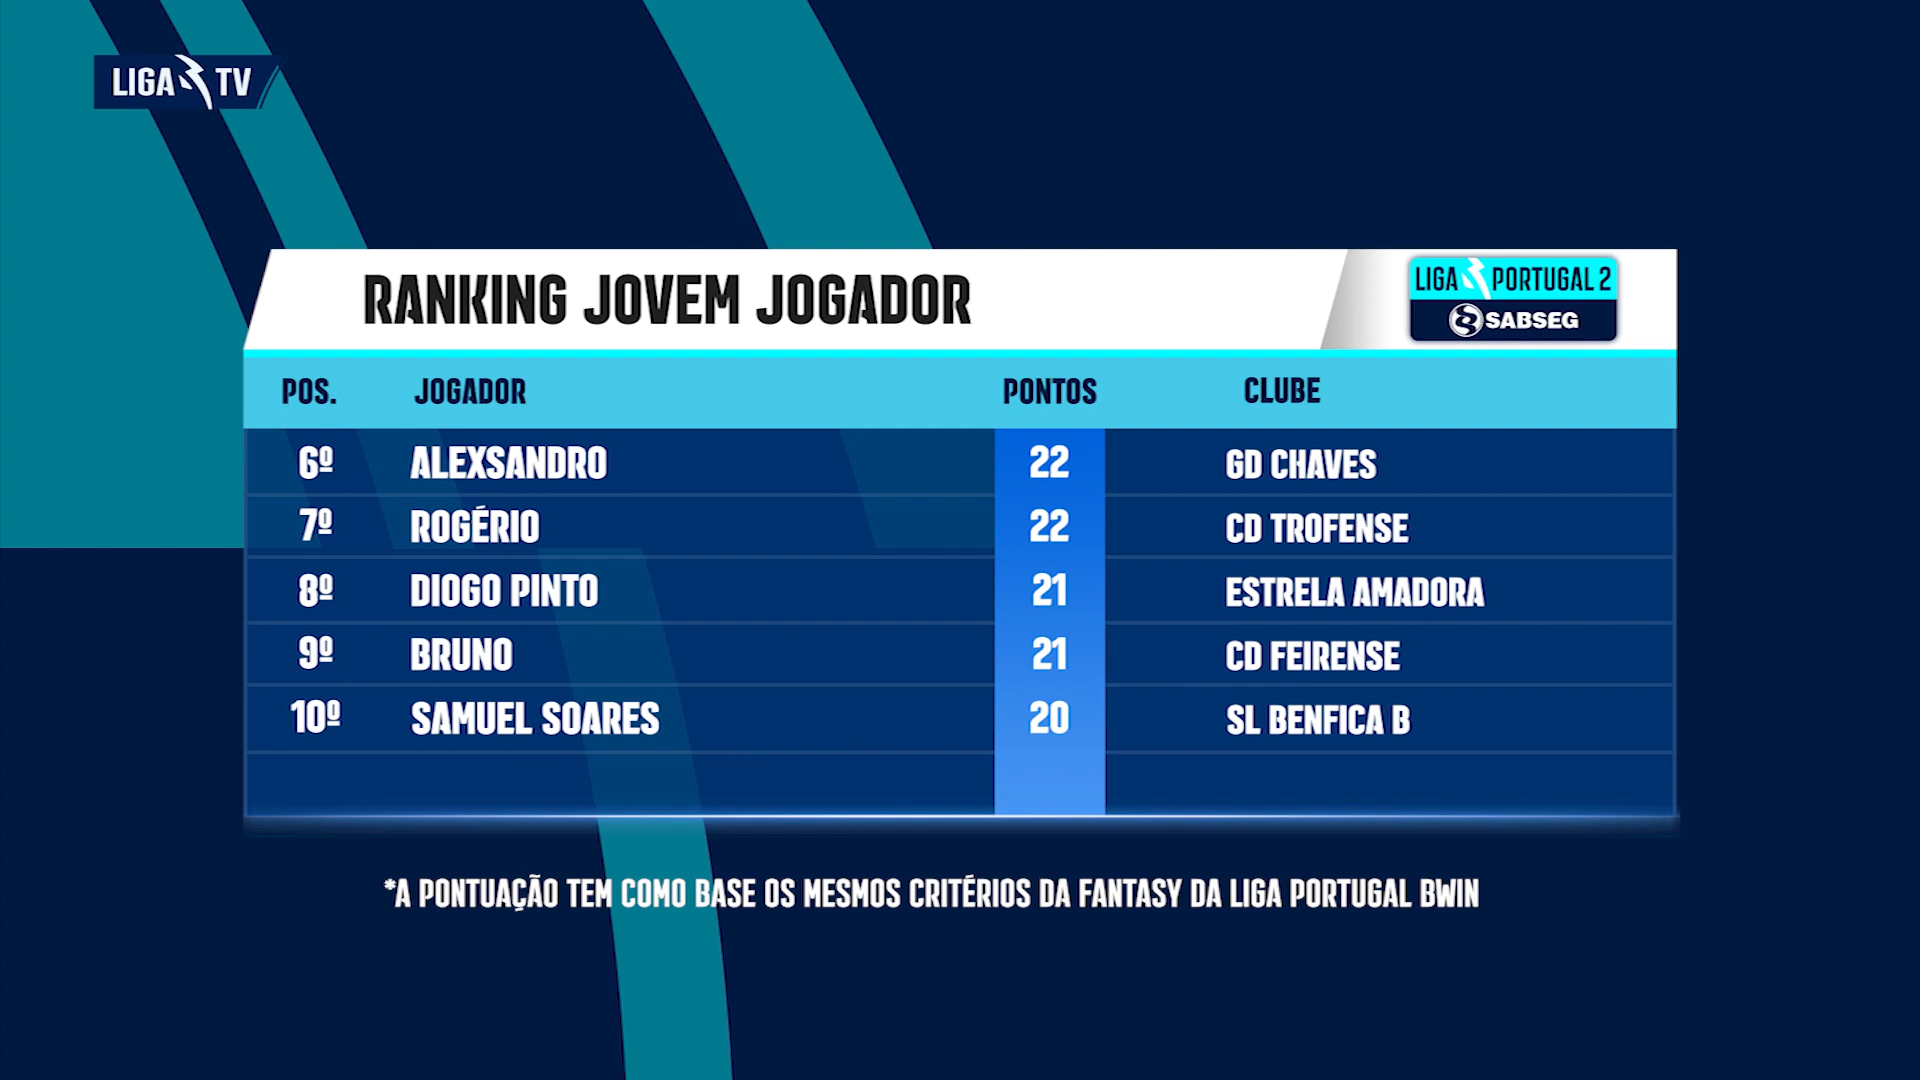 LIGA TV
RANKING JOVEM JOGADOR
LIGA PORTUGAL 2
SABSEG
POS. JOGADOR PONTOS CLUBE
6º ALEXSANDRO 22 GD CHAVES
7º ROGÉRIO 22 CD TROFENSE
8º DIOGO PINTO 21 ESTRELA AMADORA
9º BRUNO 21 CD FEIRENSE
10º SAMUEL SOARES 20 SL BENFICA B
*A PONTUAÇÃO TEM COMO BASE OS MESMOS CRITÉRIOS DA FANTASY DA LIGA PORTUGAL BWIN